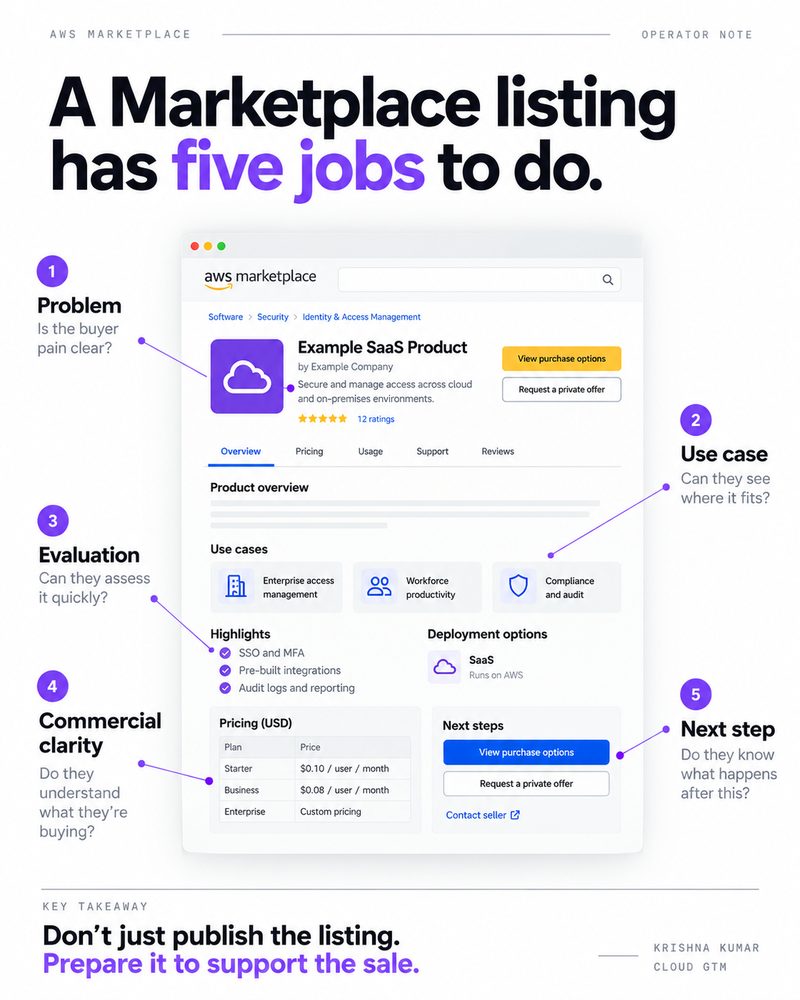 AWS MARKETPLACE
OPERATOR NOTE
A Marketplace listing
has five jobs to do.
1
Problem
Is the buyer
pain clear?
aws marketplace
Software > Security > Identity & Access Management
Example SaaS Product
by Example Company
Secure and manage access across cloud
and on-premises environments.
12 ratings
View purchase options
Request a private offer
2
Use case
Can they see
where it fits?
Overview Pricing Usage Support Reviews
Product overview
3
Evaluation
Can they assess
it quickly?
Use cases
Enterprise access
management
Workforce
productivity
Compliance
and audit
Highlights
SSO and MFA
Pre-built integrations
Audit logs and reporting
Deployment options
SaaS
Runs on AWS
4
Commercial
clarity
Do they
understand
what they’re
buying?
Pricing (USD)
Plan Price
Starter $0.10 / user / month
Business $0.08 / user / month
Enterprise Custom pricing
Next steps
View purchase options
Request a private offer
Contact seller
5
Next step
Do they know
what happens
after this?
KEY TAKEAWAY
Don’t just publish the listing.
Prepare it to support the sale.
KRISHNA KUMAR
CLOUD GTM